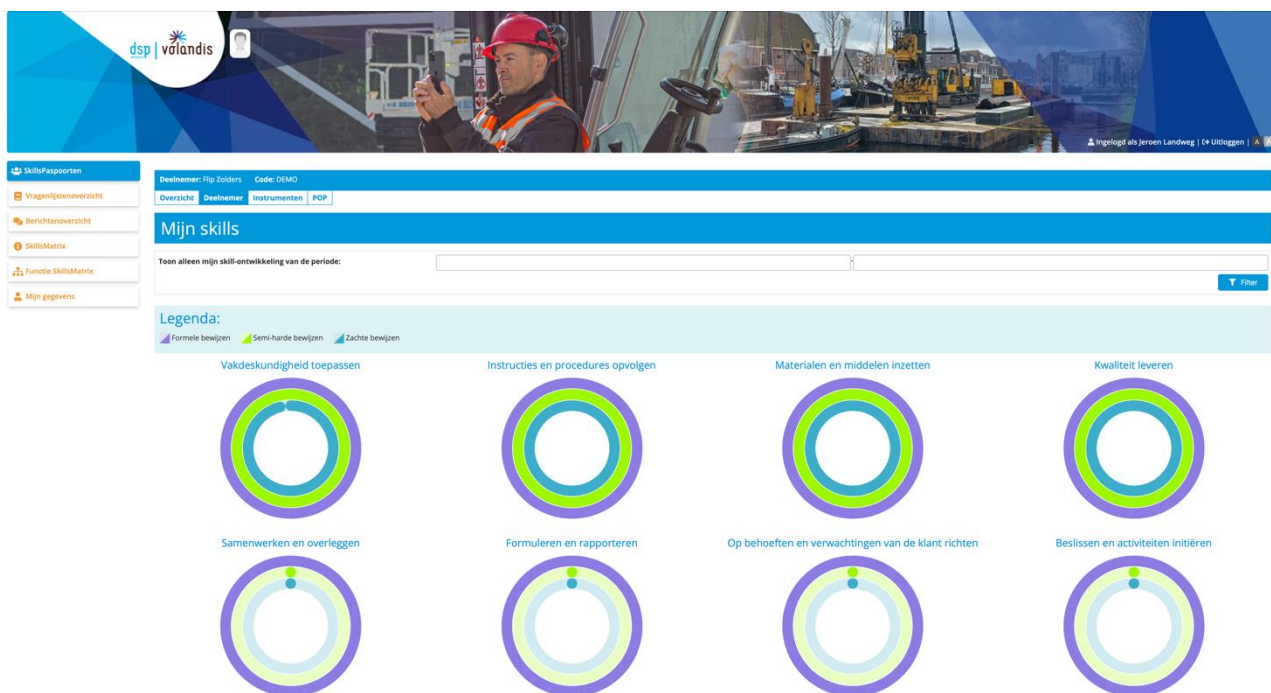 dsp | volandis
Ingelogd als Jeroen Landweg | Uitloggen | A A
SkillsPaspoorten
Vragenlijstenoverzicht
Berichtenoverzicht
SkillsMatrix
Functie SkillsMatrix
Mijn gegevens
Deelnemer: Flip Zolders Code: DEMO
Overzicht Deelnemer Instrumenten POP
Mijn skills
Toon alleen mijn skill-ontwikkeling van de periode:
-
Filter
Legenda:
Formele bewijzen Semi-harde bewijzen Zachte bewijzen
Vakdeskundigheid toepassen Instructies en procedures opvolgen Materialen en middelen inzetten Kwaliteit leveren
Samenwerken en overleggen Formuleren en rapporteren Op behoeften en verwachtingen van de klant richten Beslissen en activiteiten initiëren